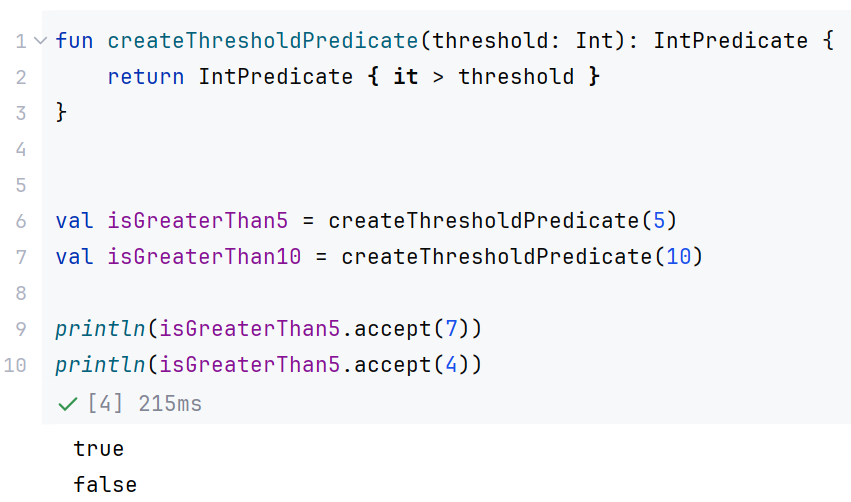 1 fun createThresholdPredicate(threshold: Int): IntPredicate {
2     return IntPredicate { it > threshold }
3 }
4
5
6 val isGreaterThan5 = createThresholdPredicate(5)
7 val isGreaterThan10 = createThresholdPredicate(10)
8
9 println(isGreaterThan5.accept(7))
10 println(isGreaterThan5.accept(4))
[4] 215ms
true
false